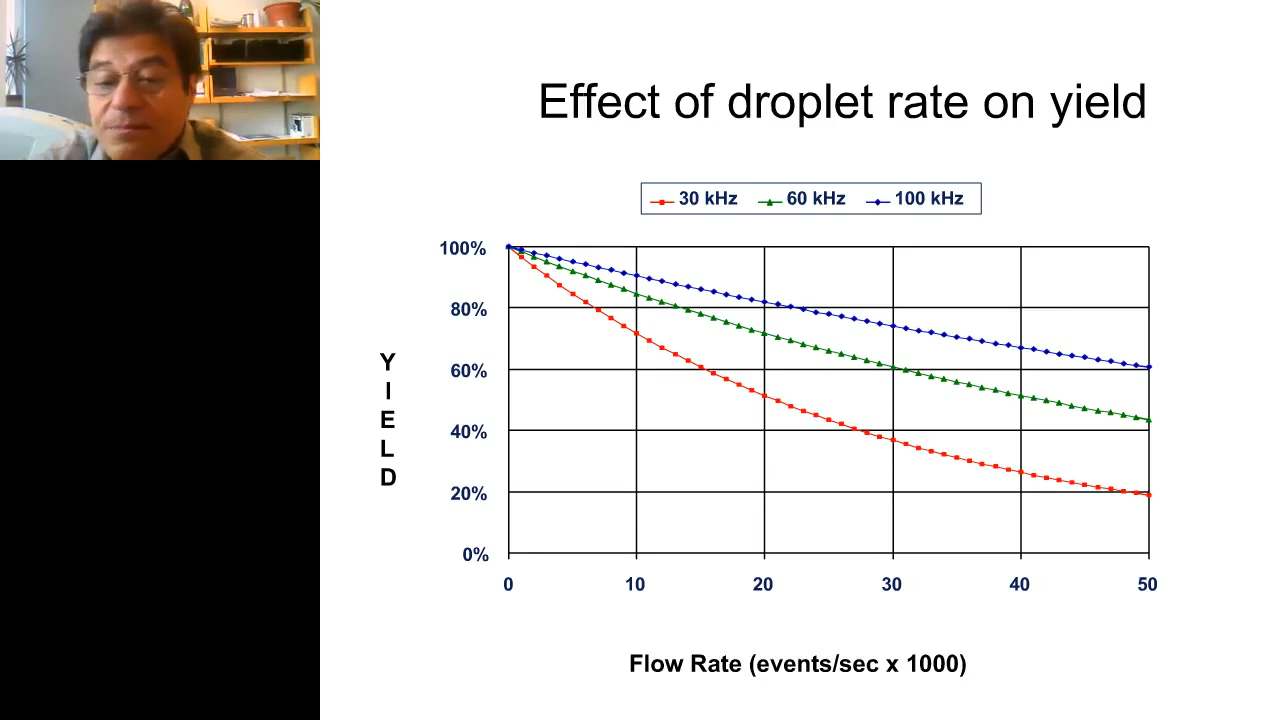 Effect of droplet rate on yield
30 kHz 60 kHz 100 kHz
100%
80%
60%
40%
20%
0%
Y
I
E
L
D
0 10 20 30 40 50
Flow Rate (events/sec x 1000)